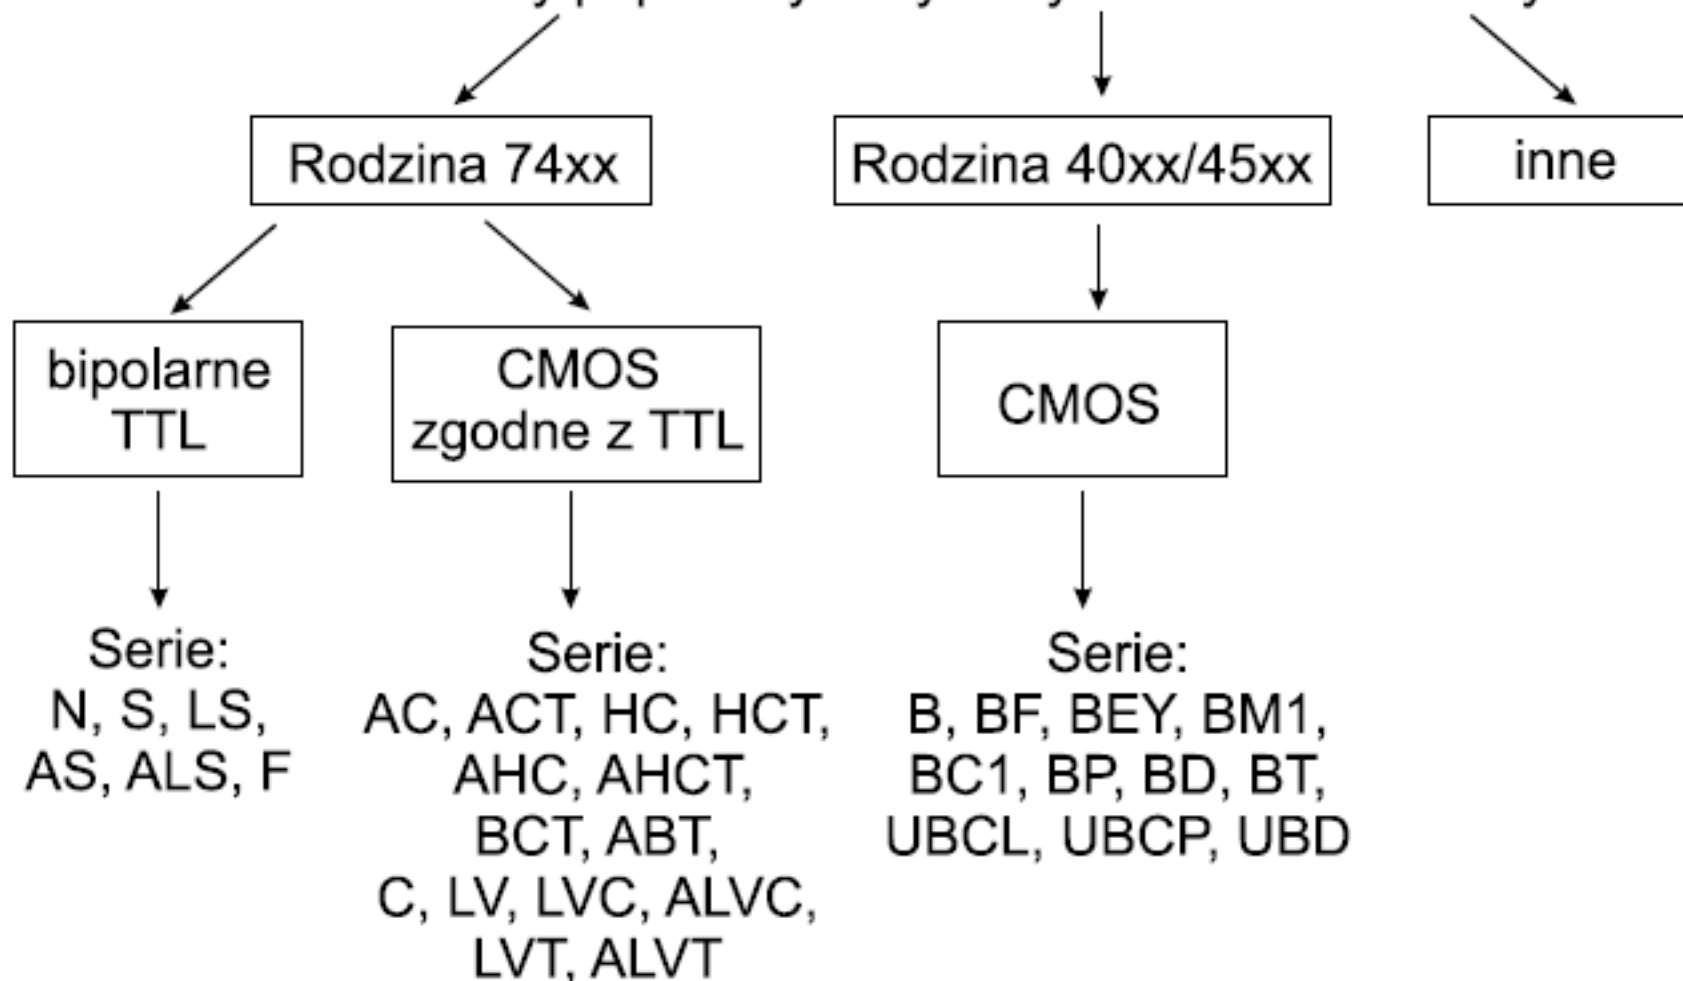 Rodzina 74xx
Rodzina 40xx/45xx
inne
bipolarne
TTL
CMOS
zgodne z TTL
CMOS
Serie:
N, S, LS,
AS, ALS, F
Serie:
AC, ACT, HC, HCT,
AHC, AHCT,
BCT, ABT,
C, LV, LVC, ALVC,
LVT, ALVT
Serie:
B, BF, BEY, BM1,
BC1, BP, BD, BT,
UBCL, UBCP, UBD